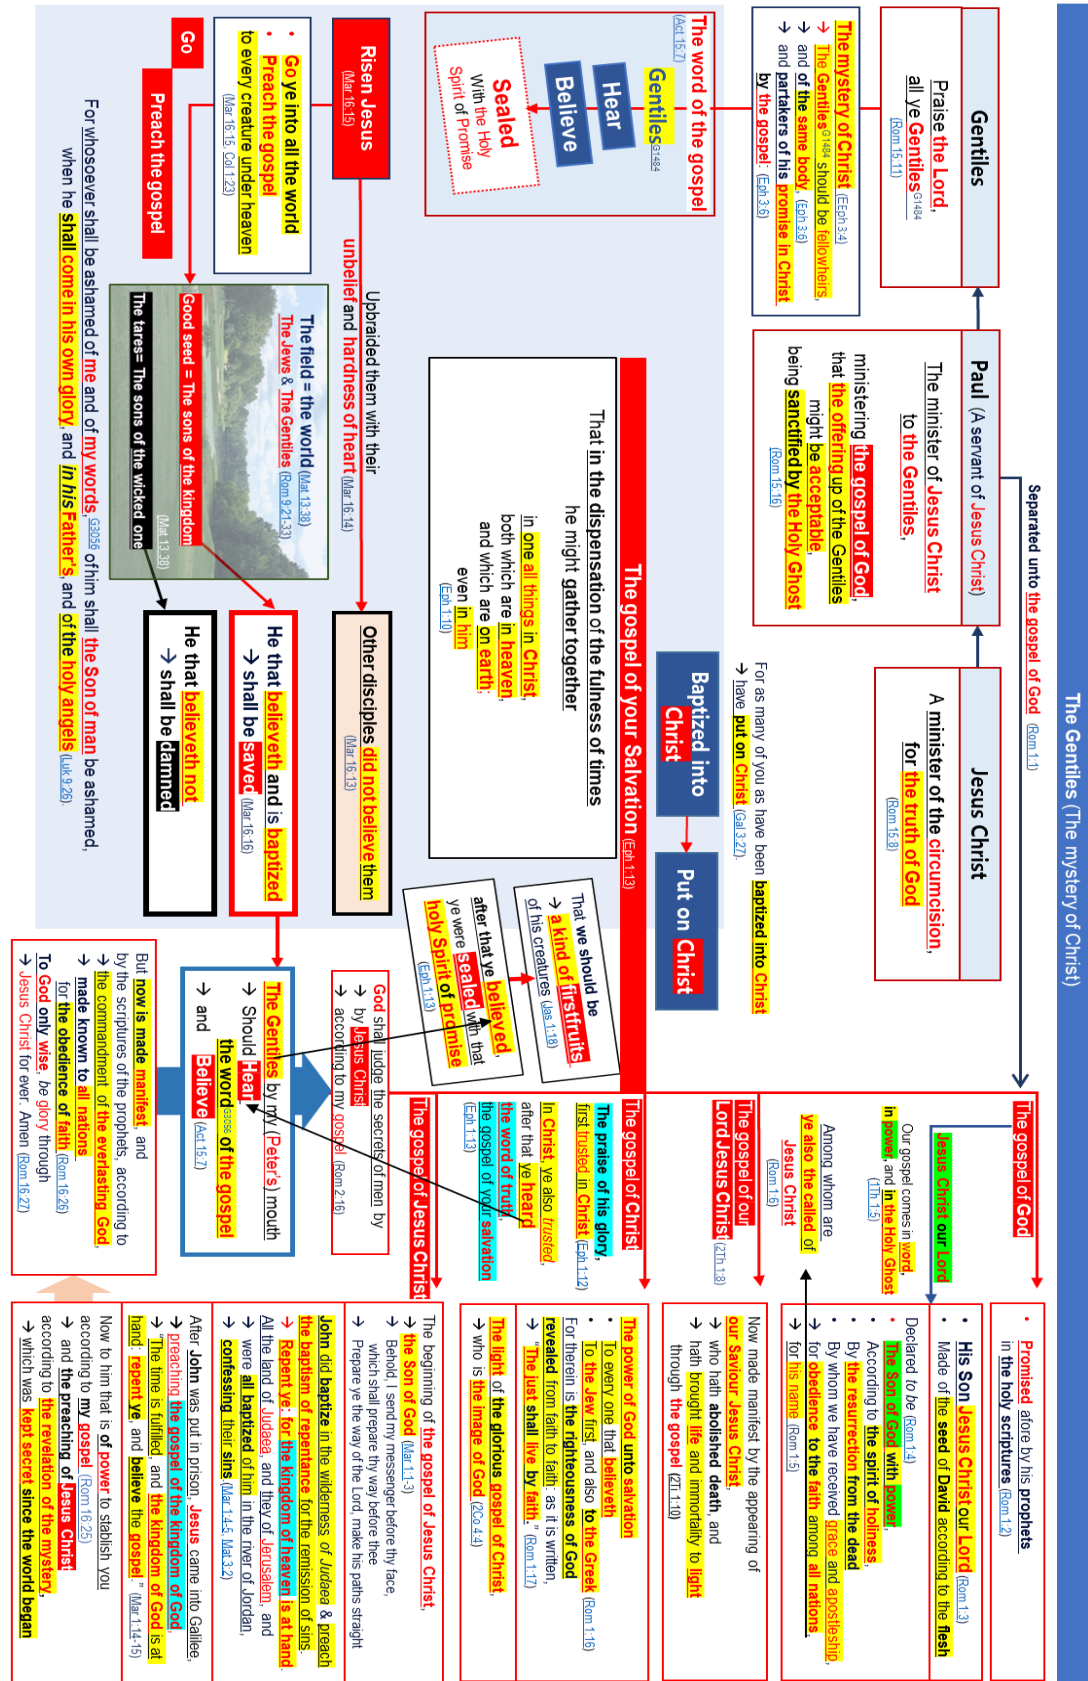 The Gentiles (The mystery of Christ)
Separated unto the gospel of God (Rom 1:1)
Gentiles
Praise the Lord,
all ye Gentiles G1484
(Rom 15:11)
Paul (A servant of Jesus Christ)
The minister of Jesus Christ
to the Gentiles,
ministering the gospel of God,
that the offering up of the Gentiles
might be acceptable,
being sanctified by the Holy Ghost
(Rom 15:16)
Jesus Christ
A minister of the circumcision,
for the truth of God
(Rom 15:8)
The mystery of Christ (EEph 3:4)
→ The Gentiles G1484 should be fellowheirs,
→ and of the same body, (Eph 3:6)
→ and partakers of his promise in Christ
by the gospel: (Eph 3:6)
The word of the gospel
(Act 15:7)
Gentiles G1484
Hear
Believe
Sealed
With the Holy
Spirit of Promise
For as many of you as have been baptized into Christ
→ have put on Christ (Gal 3:27).
Baptized into
Christ
Put on Christ
The gospel of your Salvation (Eph 1:13)
That in the dispensation of the fulness of times
he might gather together
in one all things in Christ,
both which are in heaven,
and which are on earth;
even in him
(Eph 1:10)
That we should be
→ a kind of firstfruits
of his creatures (Jas 1:18)
after that ye believed,
ye were sealed with that
holy Spirit of promise
(Eph 1:13)
Risen Jesus
(Mar 16:15)
Upbraided them with their
unbelief and hardness of heart (Mar 16:14)
Other disciples did not believe them
(Mar 16:13)
• Go ye into all the world
• Preach the gospel
to every creature under heaven
(Mar 16:15, Col 1:23)
Go
Preach the gospel
The field = the world (Mat 13:38)
The Jews & The Gentiles (Rom 9:21-33)
Good seed = The sons of the kingdom
The tares= The sons of the wicked one
(Mat 13:38)
He that believeth and is baptized
→ shall be saved (Mar 16:16)
He that believeth not
→ shall be damned
For whosoever shall be ashamed of me and of my words, G3056 of him shall the Son of man be ashamed,
when he shall come in his own glory, and in his Father's, and of the holy angels (Luk 9:26).
God shall judge the secrets of men by
→ by Jesus Christ
→ according to my gospel (Rom 2:16)
The Gentiles by my (Peter's) mouth
→ Should Hear
the word G3056 of the gospel
→ and Believe (Act 15:7)
But now is made manifest, and
by the scriptures of the prophets, according to
→ the commandment of the everlasting God,
→ made known to all nations
for the obedience of faith (Rom 16:26)
To God only wise, be glory through
→ Jesus Christ for ever. Amen (Rom 16:27)
The gospel of God
Jesus Christ our Lord
Our gospel comes in word,
in power, and in the Holy Ghost
(1Th 1:5)
Among whom are
ye also the called of
Jesus Christ
(Rom 1:6)
The gospel of our
Lord Jesus Christ (2Th 1:8)
The gospel of Christ
The praise of his glory,
first trusted in Christ (Eph 1:12)
In Christ, ye also trusted,
after that ye heard
the word of truth,
the gospel of your salvation
(Eph 1:13)
The gospel of Jesus Christ
• Promised afore by his prophets
in the holy scriptures (Rom 1:2)
• His Son Jesus Christ our Lord (Rom 1:3)
• Made of the seed of David according to the flesh
Declared to be (Rom 1:4)
• The Son of God with power,
• According to the spirit of holiness,
• By the resurrection from the dead
• By whom we have received grace and apostleship,
→ for obedience to the faith among all nations,
→ for his name (Rom 1:5)
Now made manifest by the appearing of
our Saviour Jesus Christ,
→ who hath abolished death, and
→ hath brought life and immortality to light
through the gospel (2Ti 1:10)
The power of God unto salvation
• To every one that believeth
• To the Jew first, and also to the Greek (Rom 1:16)
For therein is the righteousness of God
revealed from faith to faith: as it is written,
→ "The just shall live by faith." (Rom 1:17)
The light of the glorious gospel of Christ,
→ who is the image of God (2Co 4:4)
The beginning of the gospel of Jesus Christ,
→ the Son of God (Mar 1:1-3)
→ Behold, I send my messenger before thy face,
which shall prepare thy way before thee
→ Prepare ye the way of the Lord, make his paths straight
John did baptize in the wilderness of Judaea & preach
the baptism of repentance for the remission of sins.
→ Repent ye: for the kingdom of heaven is at hand.
All the land of Judaea, and they of Jerusalem, and
→ were all baptized of him in the river of Jordan,
→ confessing their sins (Mar 1:4-5, Mat 3:2)
After John was put in prison, Jesus came into Galilee,
→ preaching the gospel of the kingdom of God,
→ "The time is fulfilled, and the kingdom of God is at
hand: repent ye, and believe the gospel." (Mar 1:14-15)
Now to him that is of power to stablish you
according to my gospel (Rom 16:25)
→ and the preaching of Jesus Christ
according to the revelation of the mystery,
→ which was kept secret since the world began